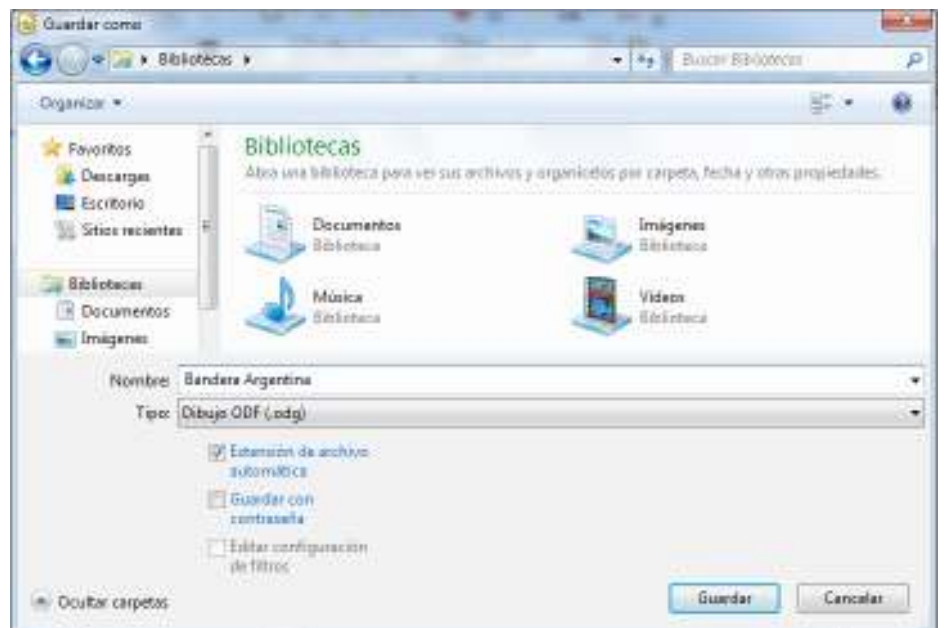 Guardar como
Bibliotecas
Buscar Bibliotecas
Organizar
Favoritos
Descargas
Escritorio
Sitios recientes
Bibliotecas
Documentos
Imágenes
Bibliotecas
Abra una biblioteca para ver sus archivos y organícelos por carpeta, fecha y otras propiedades.
Documentos
Biblioteca
Imágenes
Biblioteca
Música
Biblioteca
Vídeos
Biblioteca
Nombre: Bandera Argentina
Tipo: Dibujo ODF (.odg)
Extensión de archivo
automática
Guardar con
contraseña
Editar configuración
de filtros
Ocultar carpetas
Guardar
Cancelar